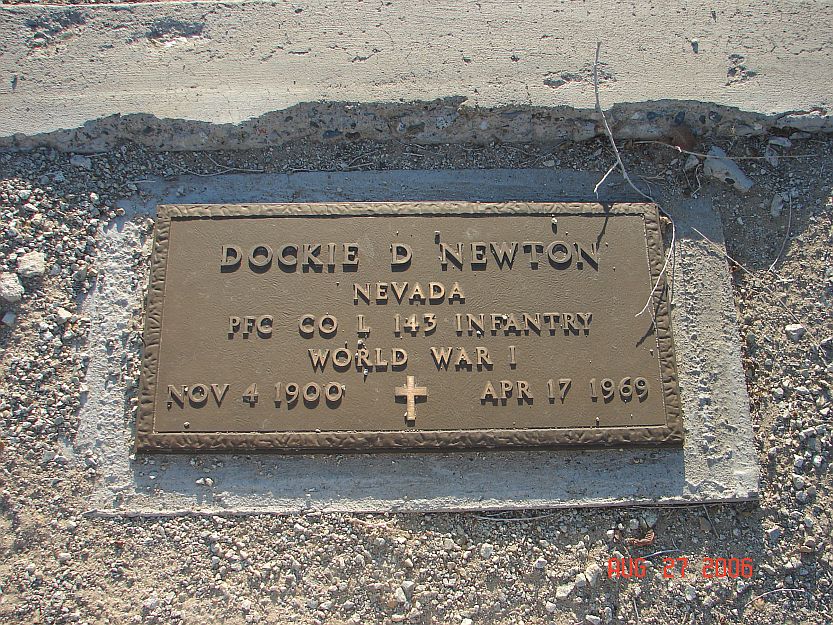 DOCKIE D NEWTON
NEVADA
PFC CO L 143 INFANTRY
WORLD WAR I
NOV 4 1900 APR 17 1969
AUG 27 2006